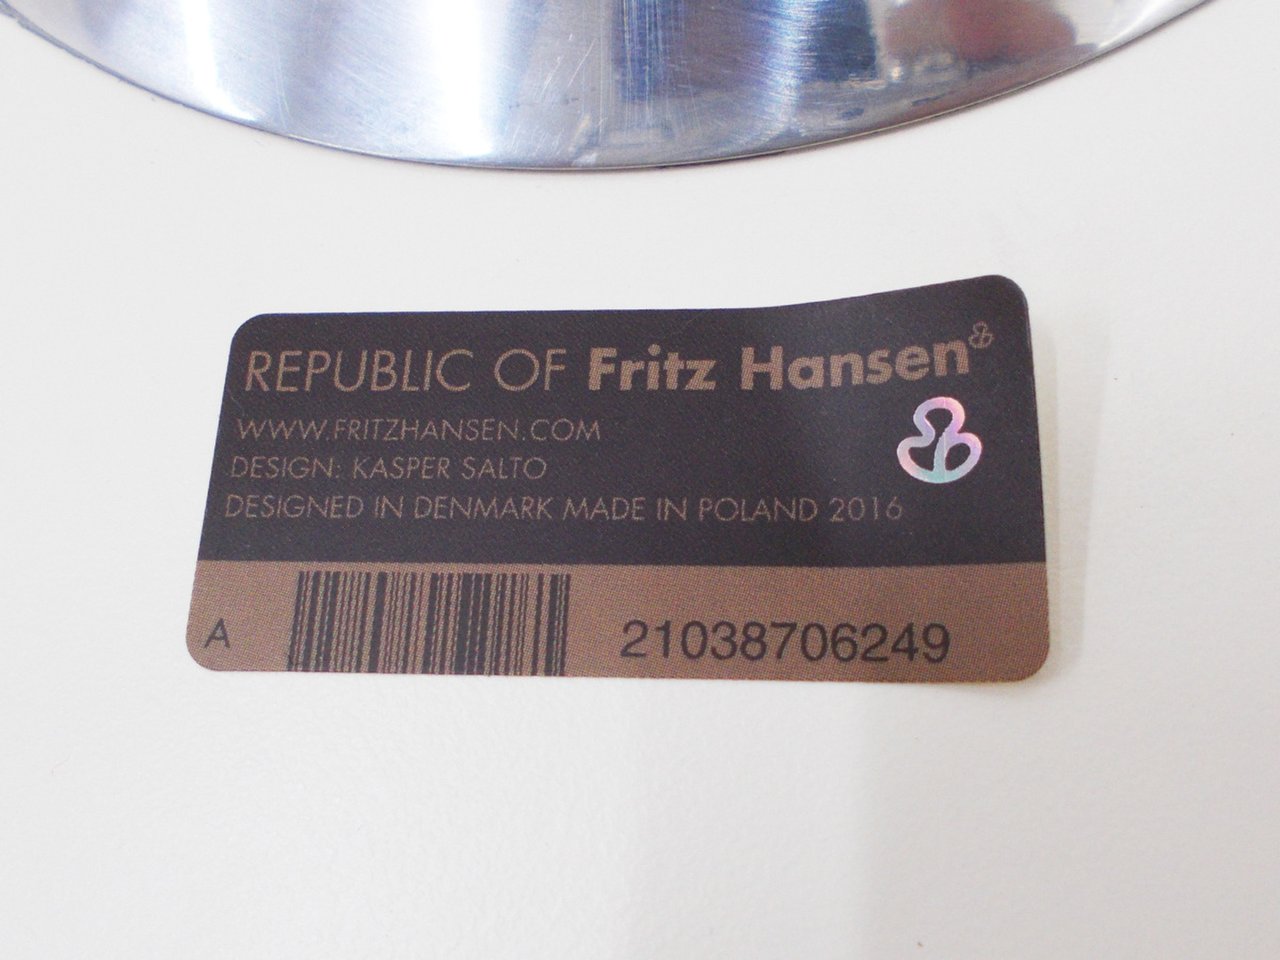 REPUBLIC OF Fritz Hansen
WWW.FRITZHANSEN.COM
DESIGN: KASPER SALTO
DESIGNED IN DENMARK MADE IN POLAND 2016
A
21038706249